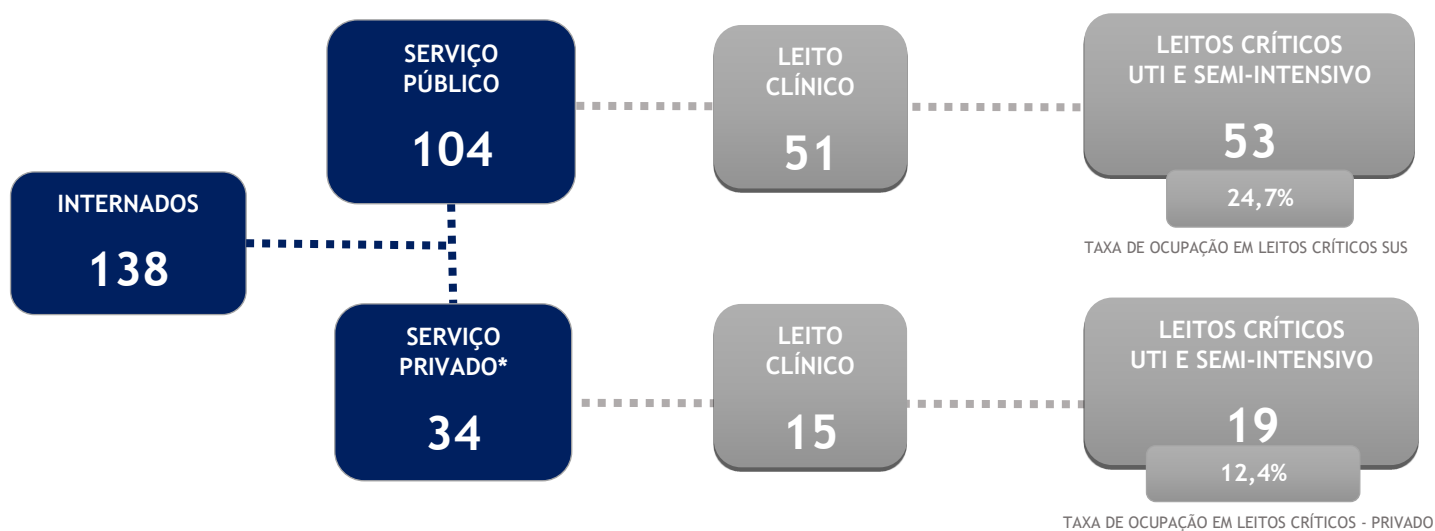 INTERNADOS
138
SERVIÇO
PÚBLICO
104
LEITO
CLÍNICO
51
LEITOS CRÍTICOS
UTI E SEMI-INTENSIVO
53
24,7%
TAXA DE OCUPAÇÃO EM LEITOS CRÍTICOS SUS
SERVIÇO
PRIVADO*
34
LEITO
CLÍNICO
15
LEITOS CRÍTICOS
UTI E SEMI-INTENSIVO
19
12,4%
TAXA DE OCUPAÇÃO EM LEITOS CRÍTICOS - PRIVADO